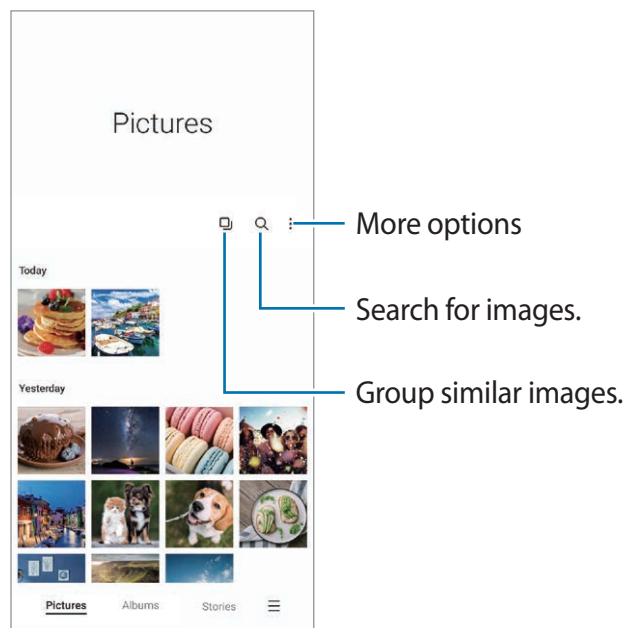 Pictures
More options
Today
Search for images.
Yesterday
Group similar images.
Pictures Albums Stories